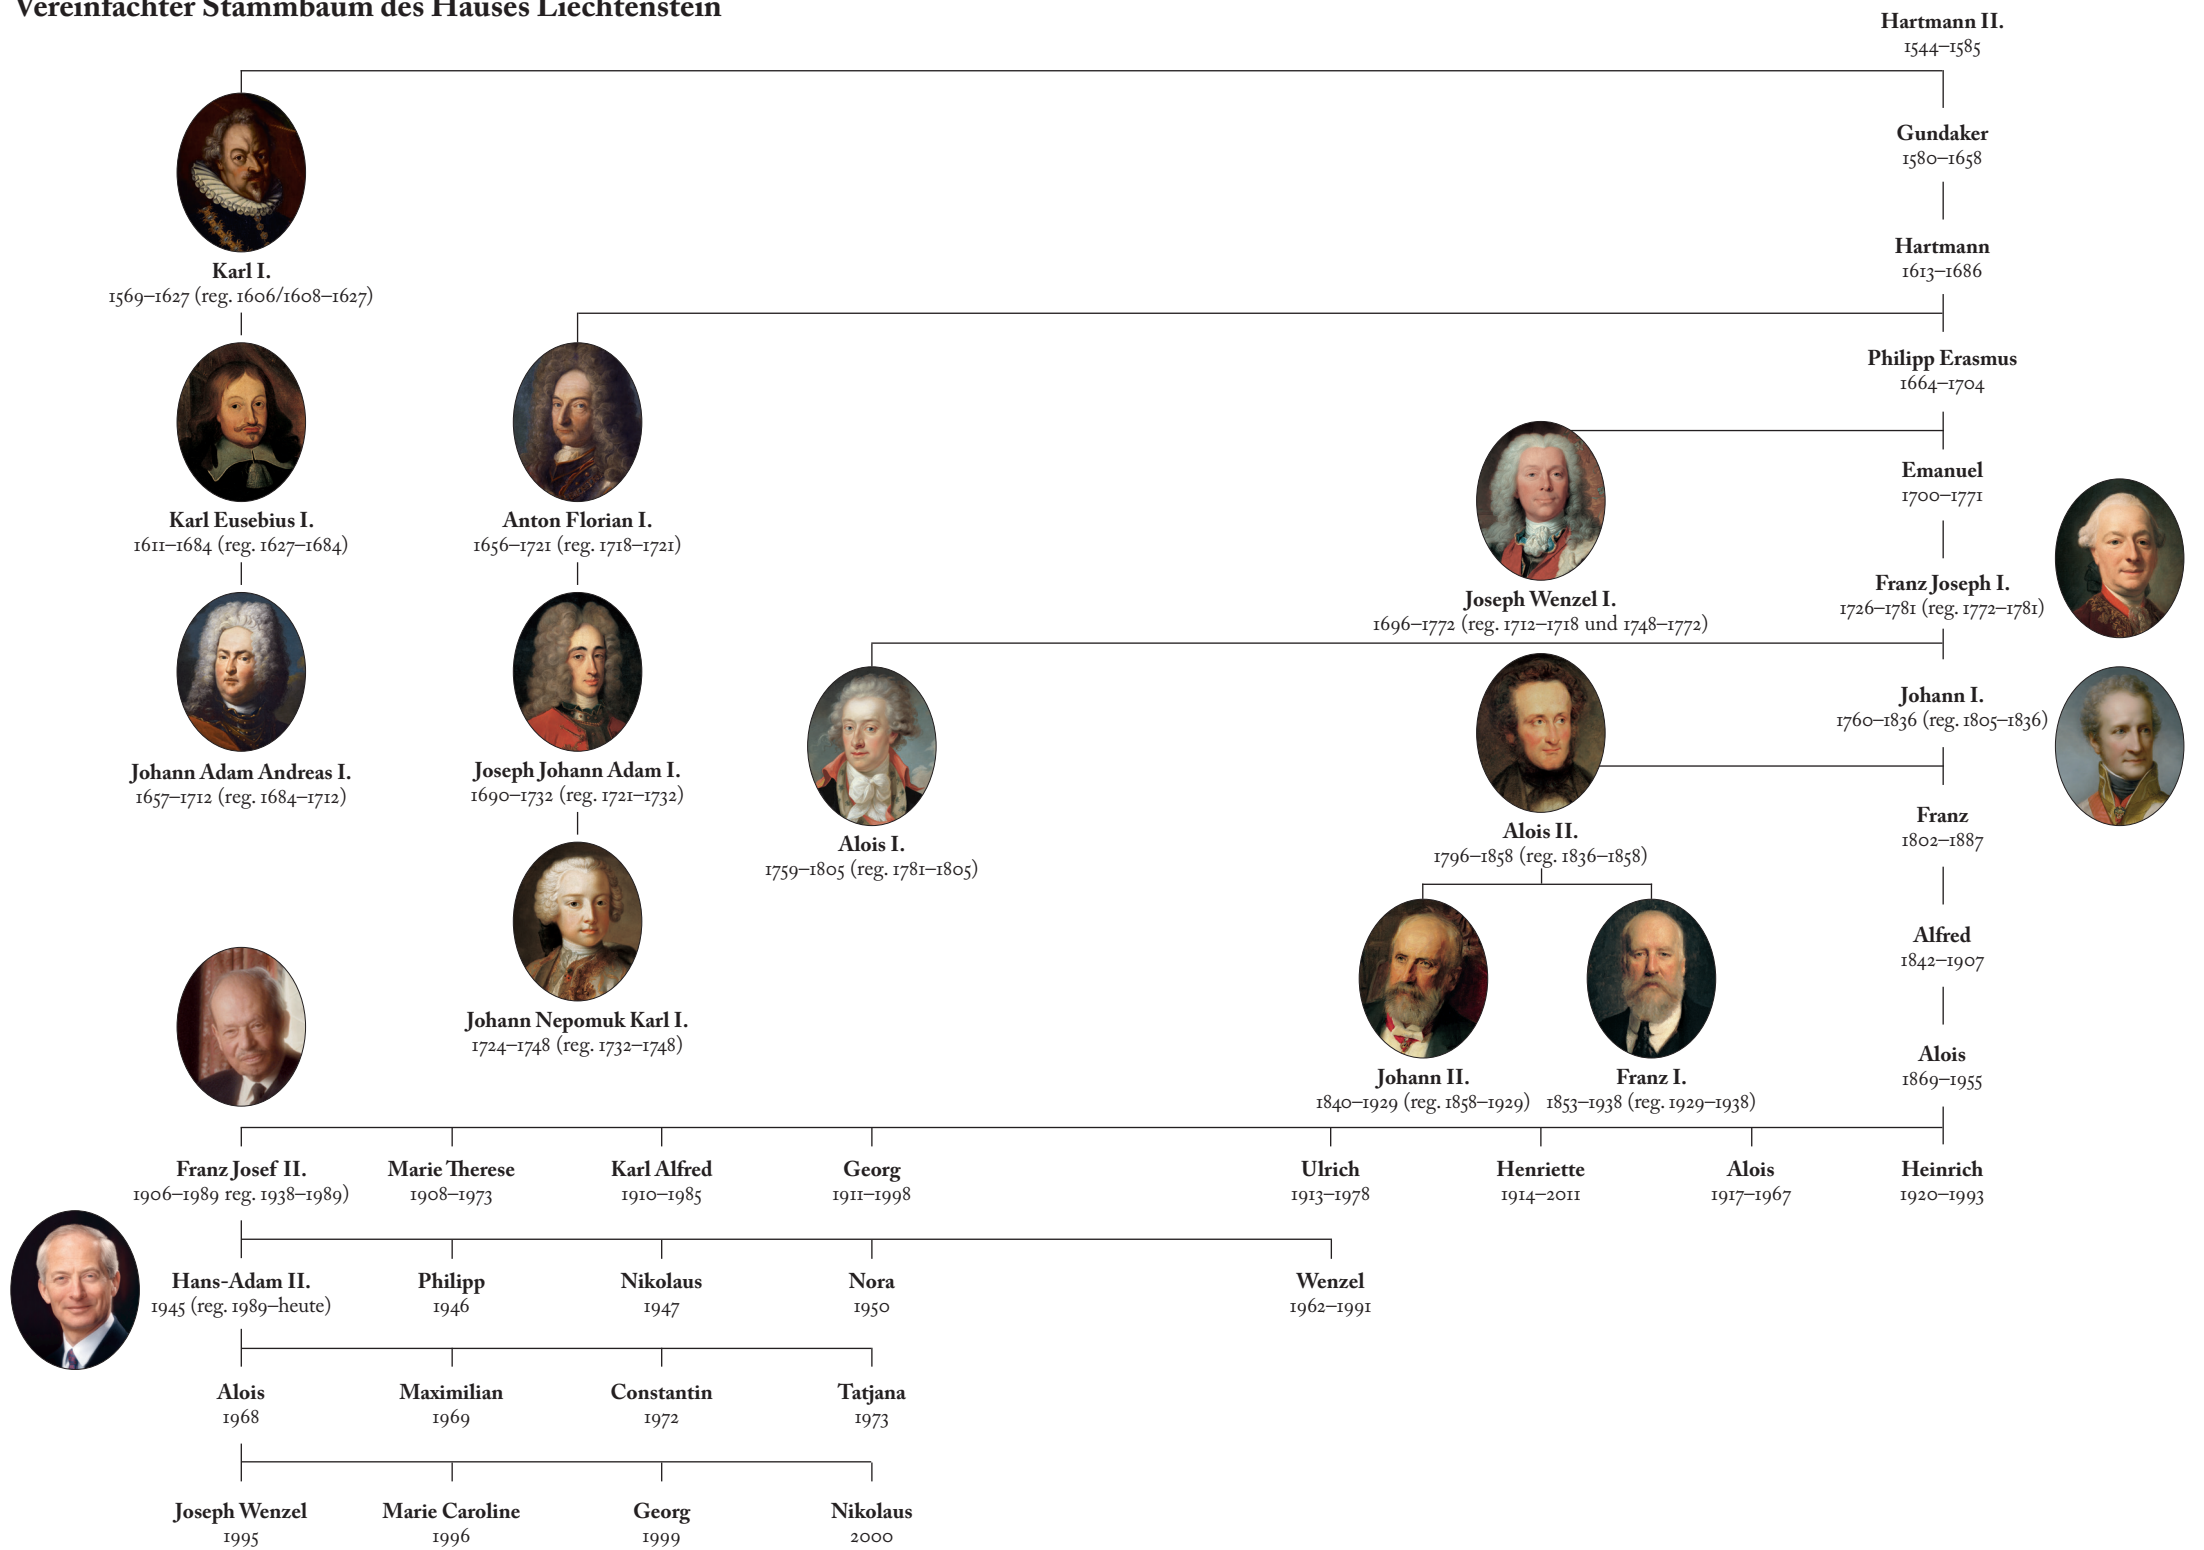 Vereinfachter Stammbaum des Hauses Liechtenstein
Hartmann II.
1544–1585
Gundaker
1580–1658
Hartmann
1613–1686
Karl I.
1569–1627 (reg. 1606/1608–1627)
Philipp Erasmus
1664–1704
Emanuel
1700–1771
Karl Eusebius I.
1611–1684 (reg. 1627–1684)
Anton Florian I.
1656–1721 (reg. 1718–1721)
Joseph Wenzel I.
1696–1772 (reg. 1712–1718 und 1748–1772)
Franz Joseph I.
1726–1781 (reg. 1772–1781)
Johann I.
1760–1836 (reg. 1805–1836)
Johann Adam Andreas I.
1657–1712 (reg. 1684–1712)
Joseph Johann Adam I.
1690–1732 (reg. 1721–1732)
Alois I.
1759–1805 (reg. 1781–1805)
Alois II.
1796–1858 (reg. 1836–1858)
Franz
1802–1887
Alfred
1842–1907
Johann Nepomuk Karl I.
1724–1748 (reg. 1732–1748)
Johann II.
1840–1929 (reg. 1858–1929)
Franz I.
1853–1938 (reg. 1929–1938)
Alois
1869–1955
Franz Josef II.
1906–1989 reg. 1938–1989)
Marie Therese
1908–1973
Karl Alfred
1910–1985
Georg
1911–1998
Ulrich
1913–1978
Henriette
1914–2011
Alois
1917–1967
Heinrich
1920–1993
Hans-Adam II.
1945 (reg. 1989–heute)
Philipp
1946
Nikolaus
1947
Nora
1950
Wenzel
1962–1991
Alois
1968
Maximilian
1969
Constantin
1972
Tatjana
1973
Joseph Wenzel
1995
Marie Caroline
1996
Georg
1999
Nikolaus
2000